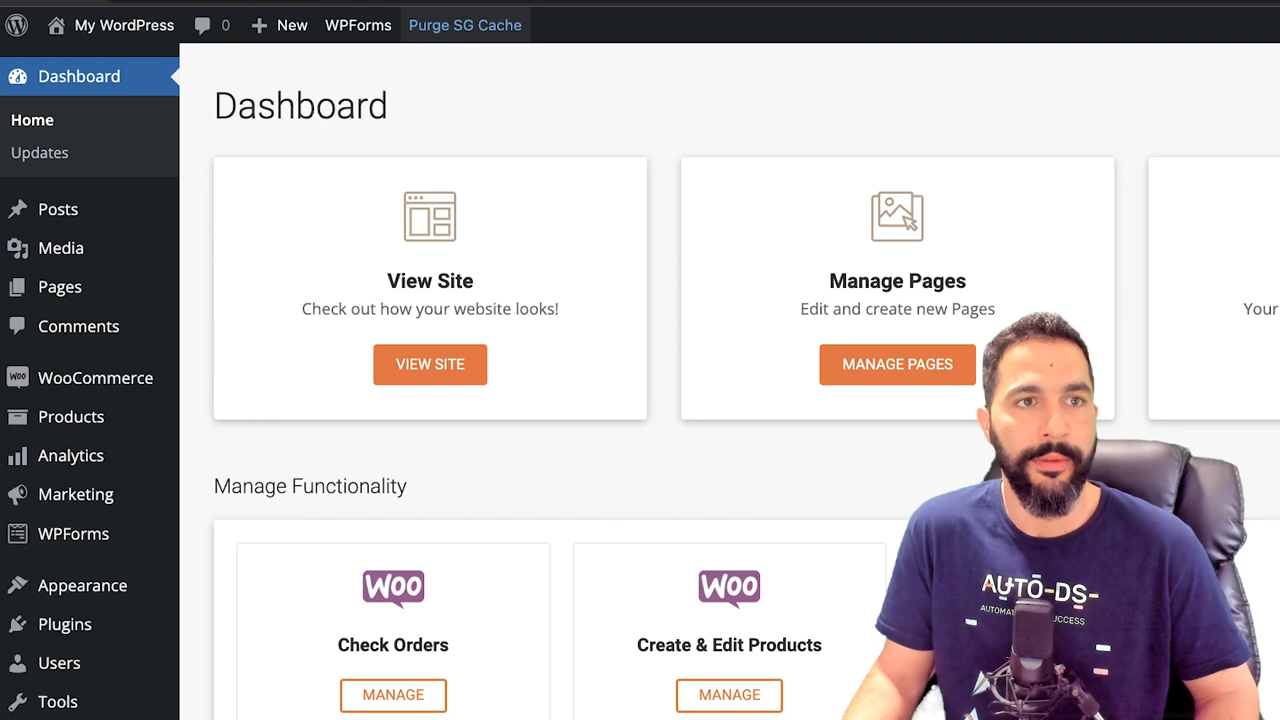 My WordPress
0
New
WPForms
Purge SG Cache
Dashboard
Home
Updates
Posts
Media
Pages
Comments
WOO
WooCommerce
Products
Analytics
Marketing
WPForms
Appearance
Plugins
Users
Tools
Dashboard
View Site
Check out how your website looks!
VIEW SITE
Manage Pages
Edit and create new Pages
MANAGE PAGES
Your
Manage Functionality
WOO
Check Orders
MANAGE
WOO
Create & Edit Products
MANAGE
AUTO-DS-